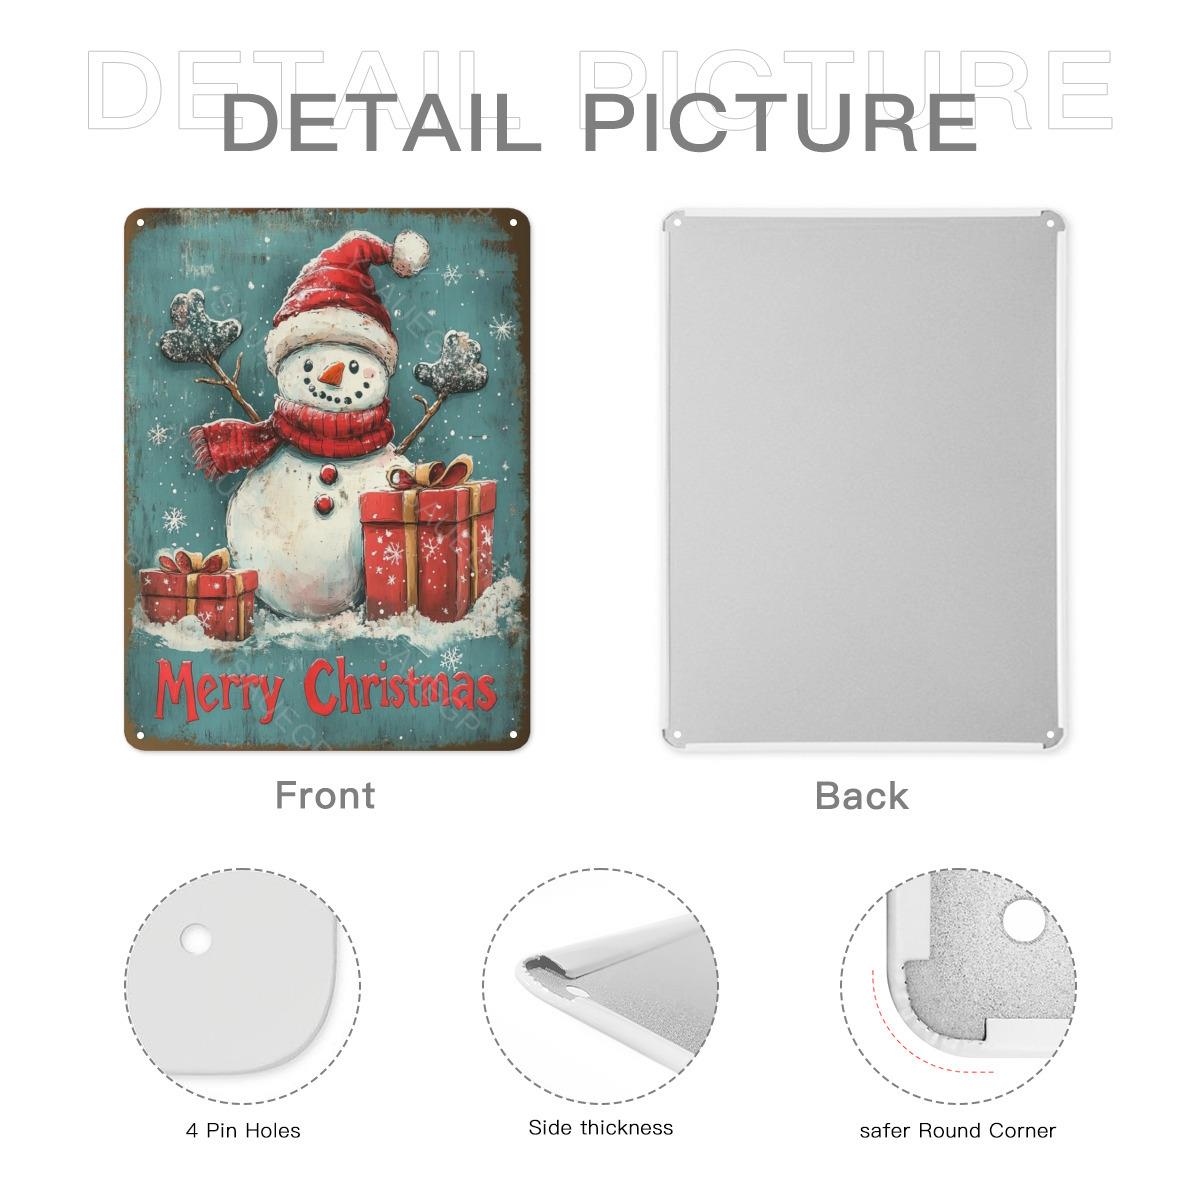 DETAIL PICTURE
DETAIL PICTURE
Merry Christmas
Front
Back
4 Pin Holes
Side thickness
safer Round Corner